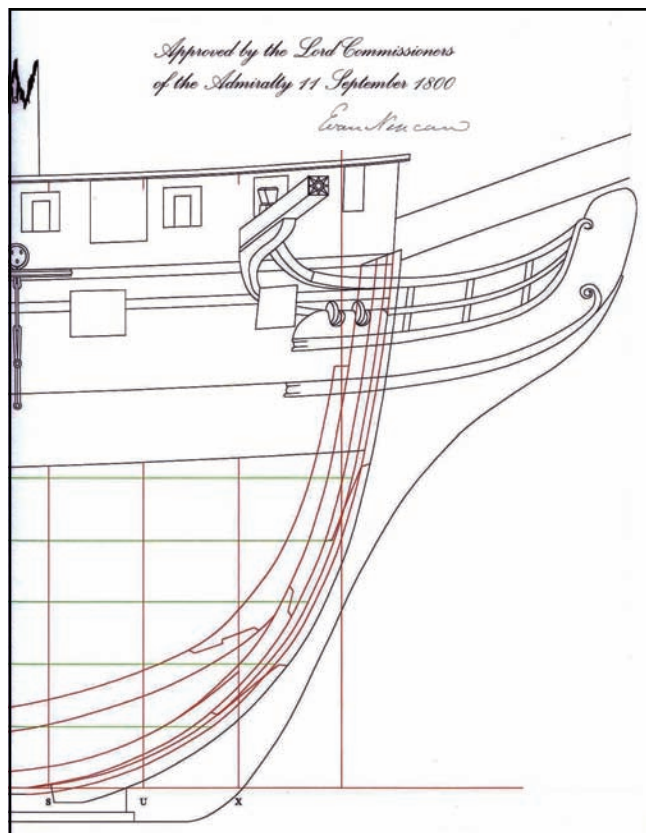 Approved by the Lord Commissioners
of the Admiralty 11 September 1800
S U X